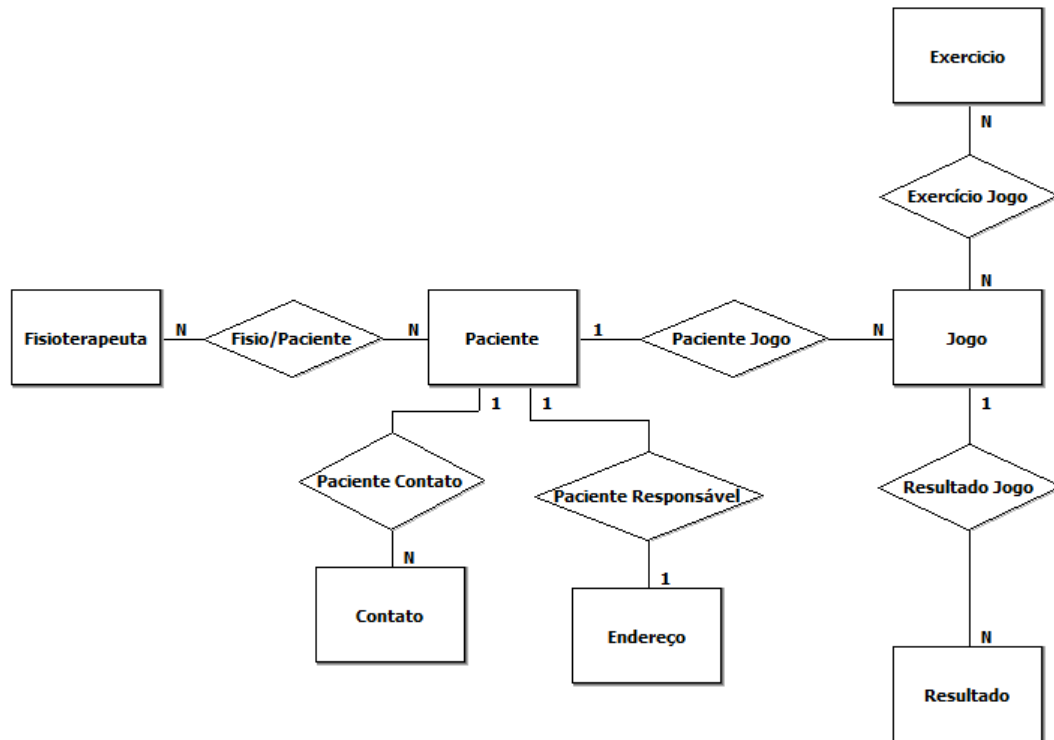 Exercicio
N
Exercício Jogo
N
Fisioterapeuta
N
Fisio/Paciente
N
Paciente
1
Paciente Jogo
N
Jogo
1
1
1
Paciente Contato
Paciente Responsável
Resultado Jogo
N
1
N
Contato
Endereço
Resultado